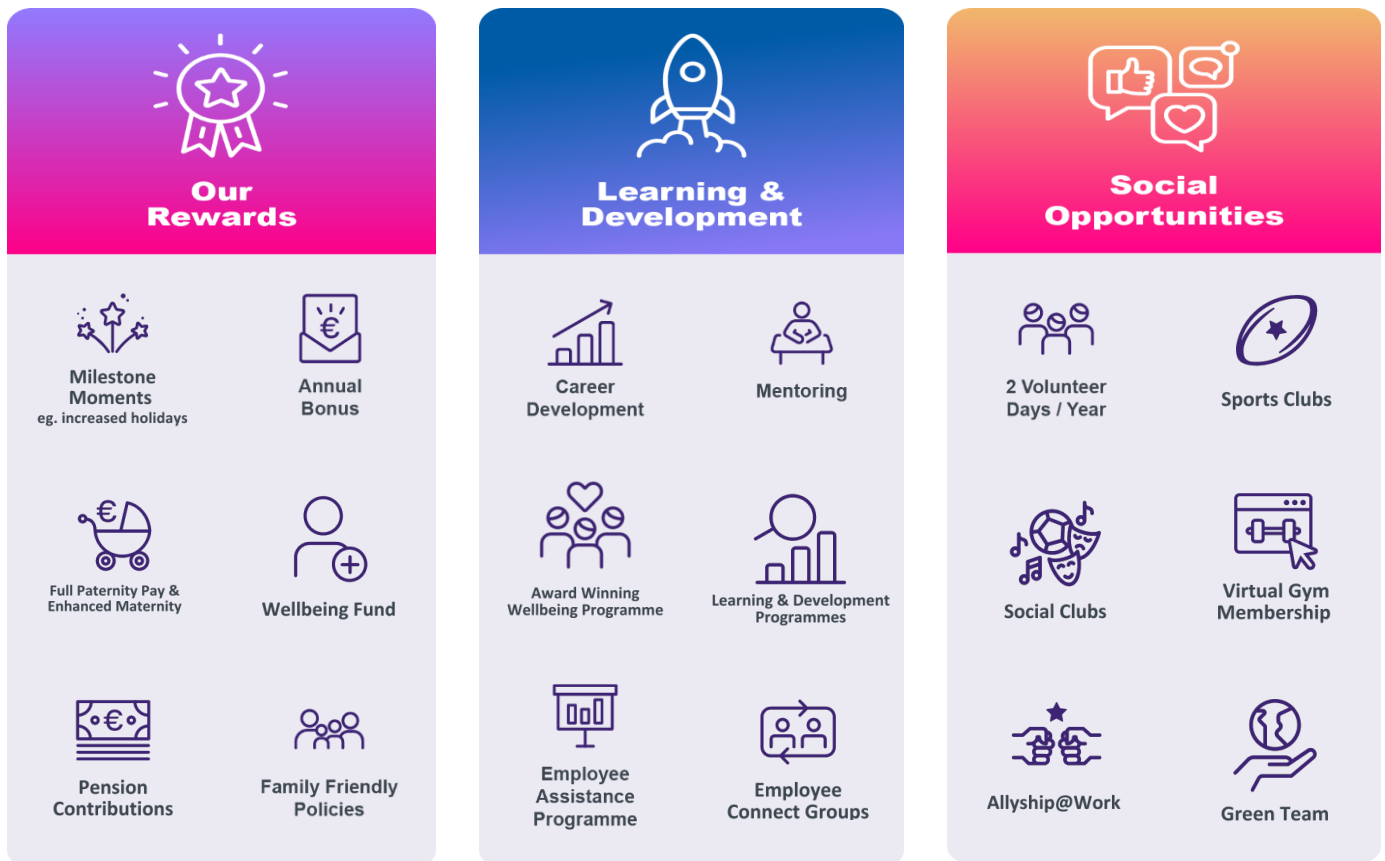 Our
Rewards
Milestone
Moments
eg. increased holidays
€
Annual
Bonus
€
Full Paternity Pay &
Enhanced Maternity
Wellbeing Fund
€
Pension
Contributions
Family Friendly
Policies
Learning &
Development
Career
Development
Mentoring
Award Winning
Wellbeing Programme
Learning & Development
Programmes
Employee
Assistance
Programme
Employee
Connect Groups
Social
Opportunities
2 Volunteer
Days / Year
Sports Clubs
Social Clubs
Virtual Gym
Membership
Allyship@Work
Green Team